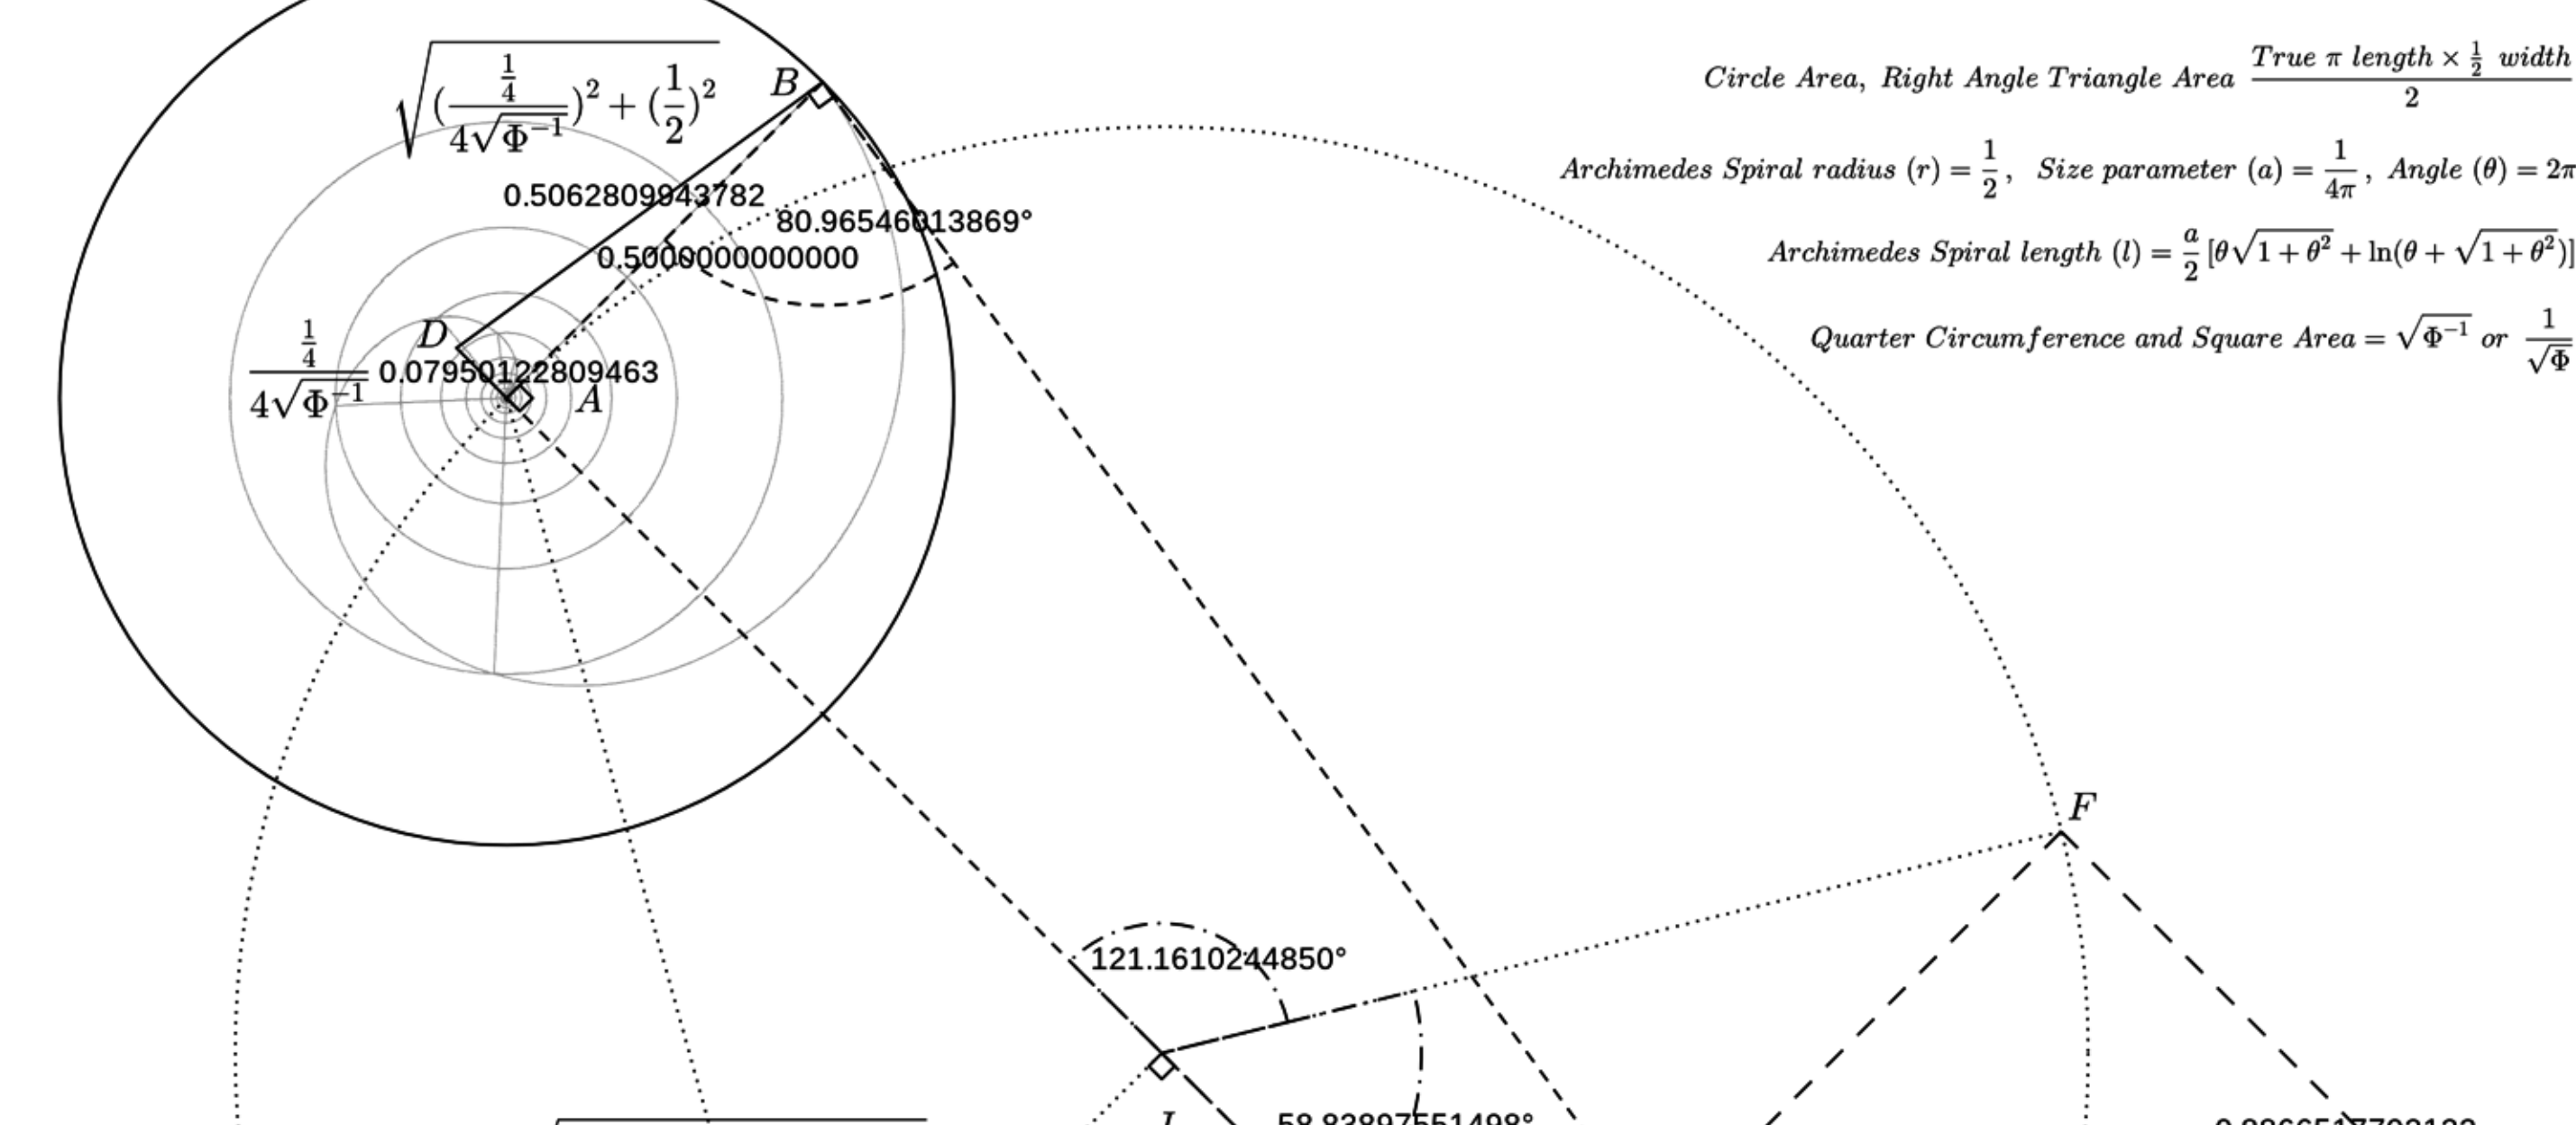 √((1/4)/(4√Φ⁻¹))² + (1/2)²
B
0.5062809943782
80.96546013869°
0.5000000000000
D
(1/4)/(4√Φ⁻¹)
0.07950122809463
A
Circle Area, Right Angle Triangle Area (True π length × 1/2 width)/2
Archimedes Spiral radius (r) = 1/2, Size parameter (a) = 1/4π, Angle (θ) = 2π
Archimedes Spiral length (l) = a/2 [θ√1 + θ² + ln(θ + √1 + θ²)]
Quarter Circumference and Square Area = √Φ⁻¹ or 1/√Φ
F
121.1610244850°
58.83897551498°